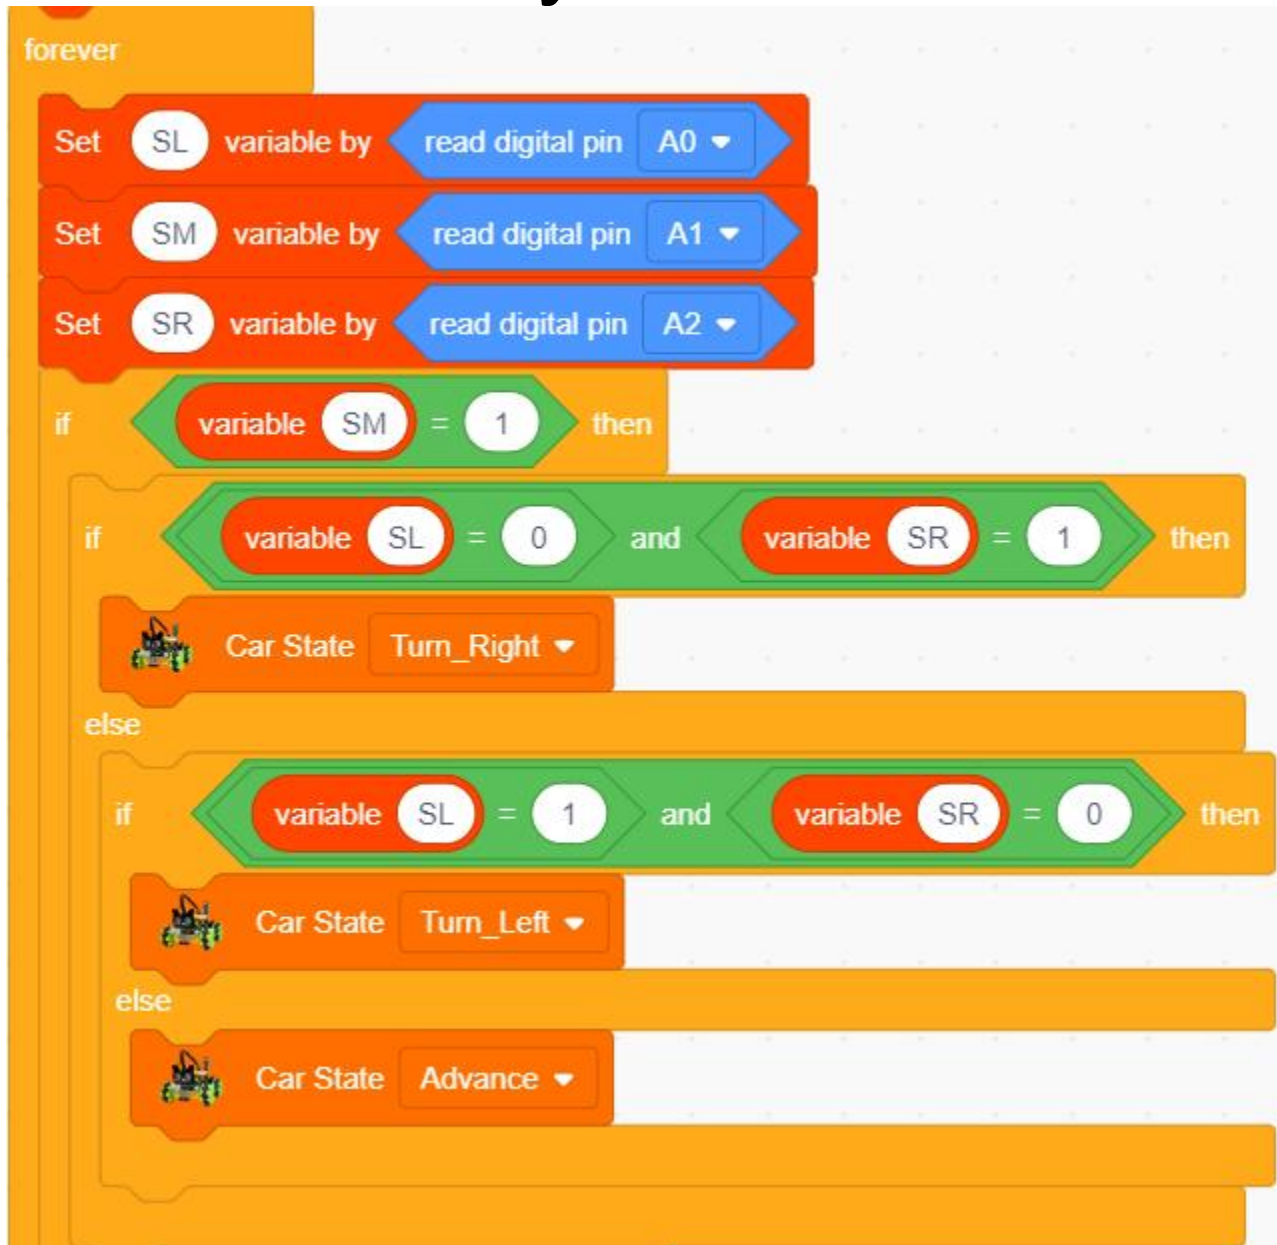 forever
Set SL variable by read digital pin A0
Set SM variable by read digital pin A1
Set SR variable by read digital pin A2
if variable SM = 1 then
if variable SL = 0 and variable SR = 1 then
Car State Turn_Right
else
if variable SL = 1 and variable SR = 0 then
Car State Turn_Left
else
Car State Advance